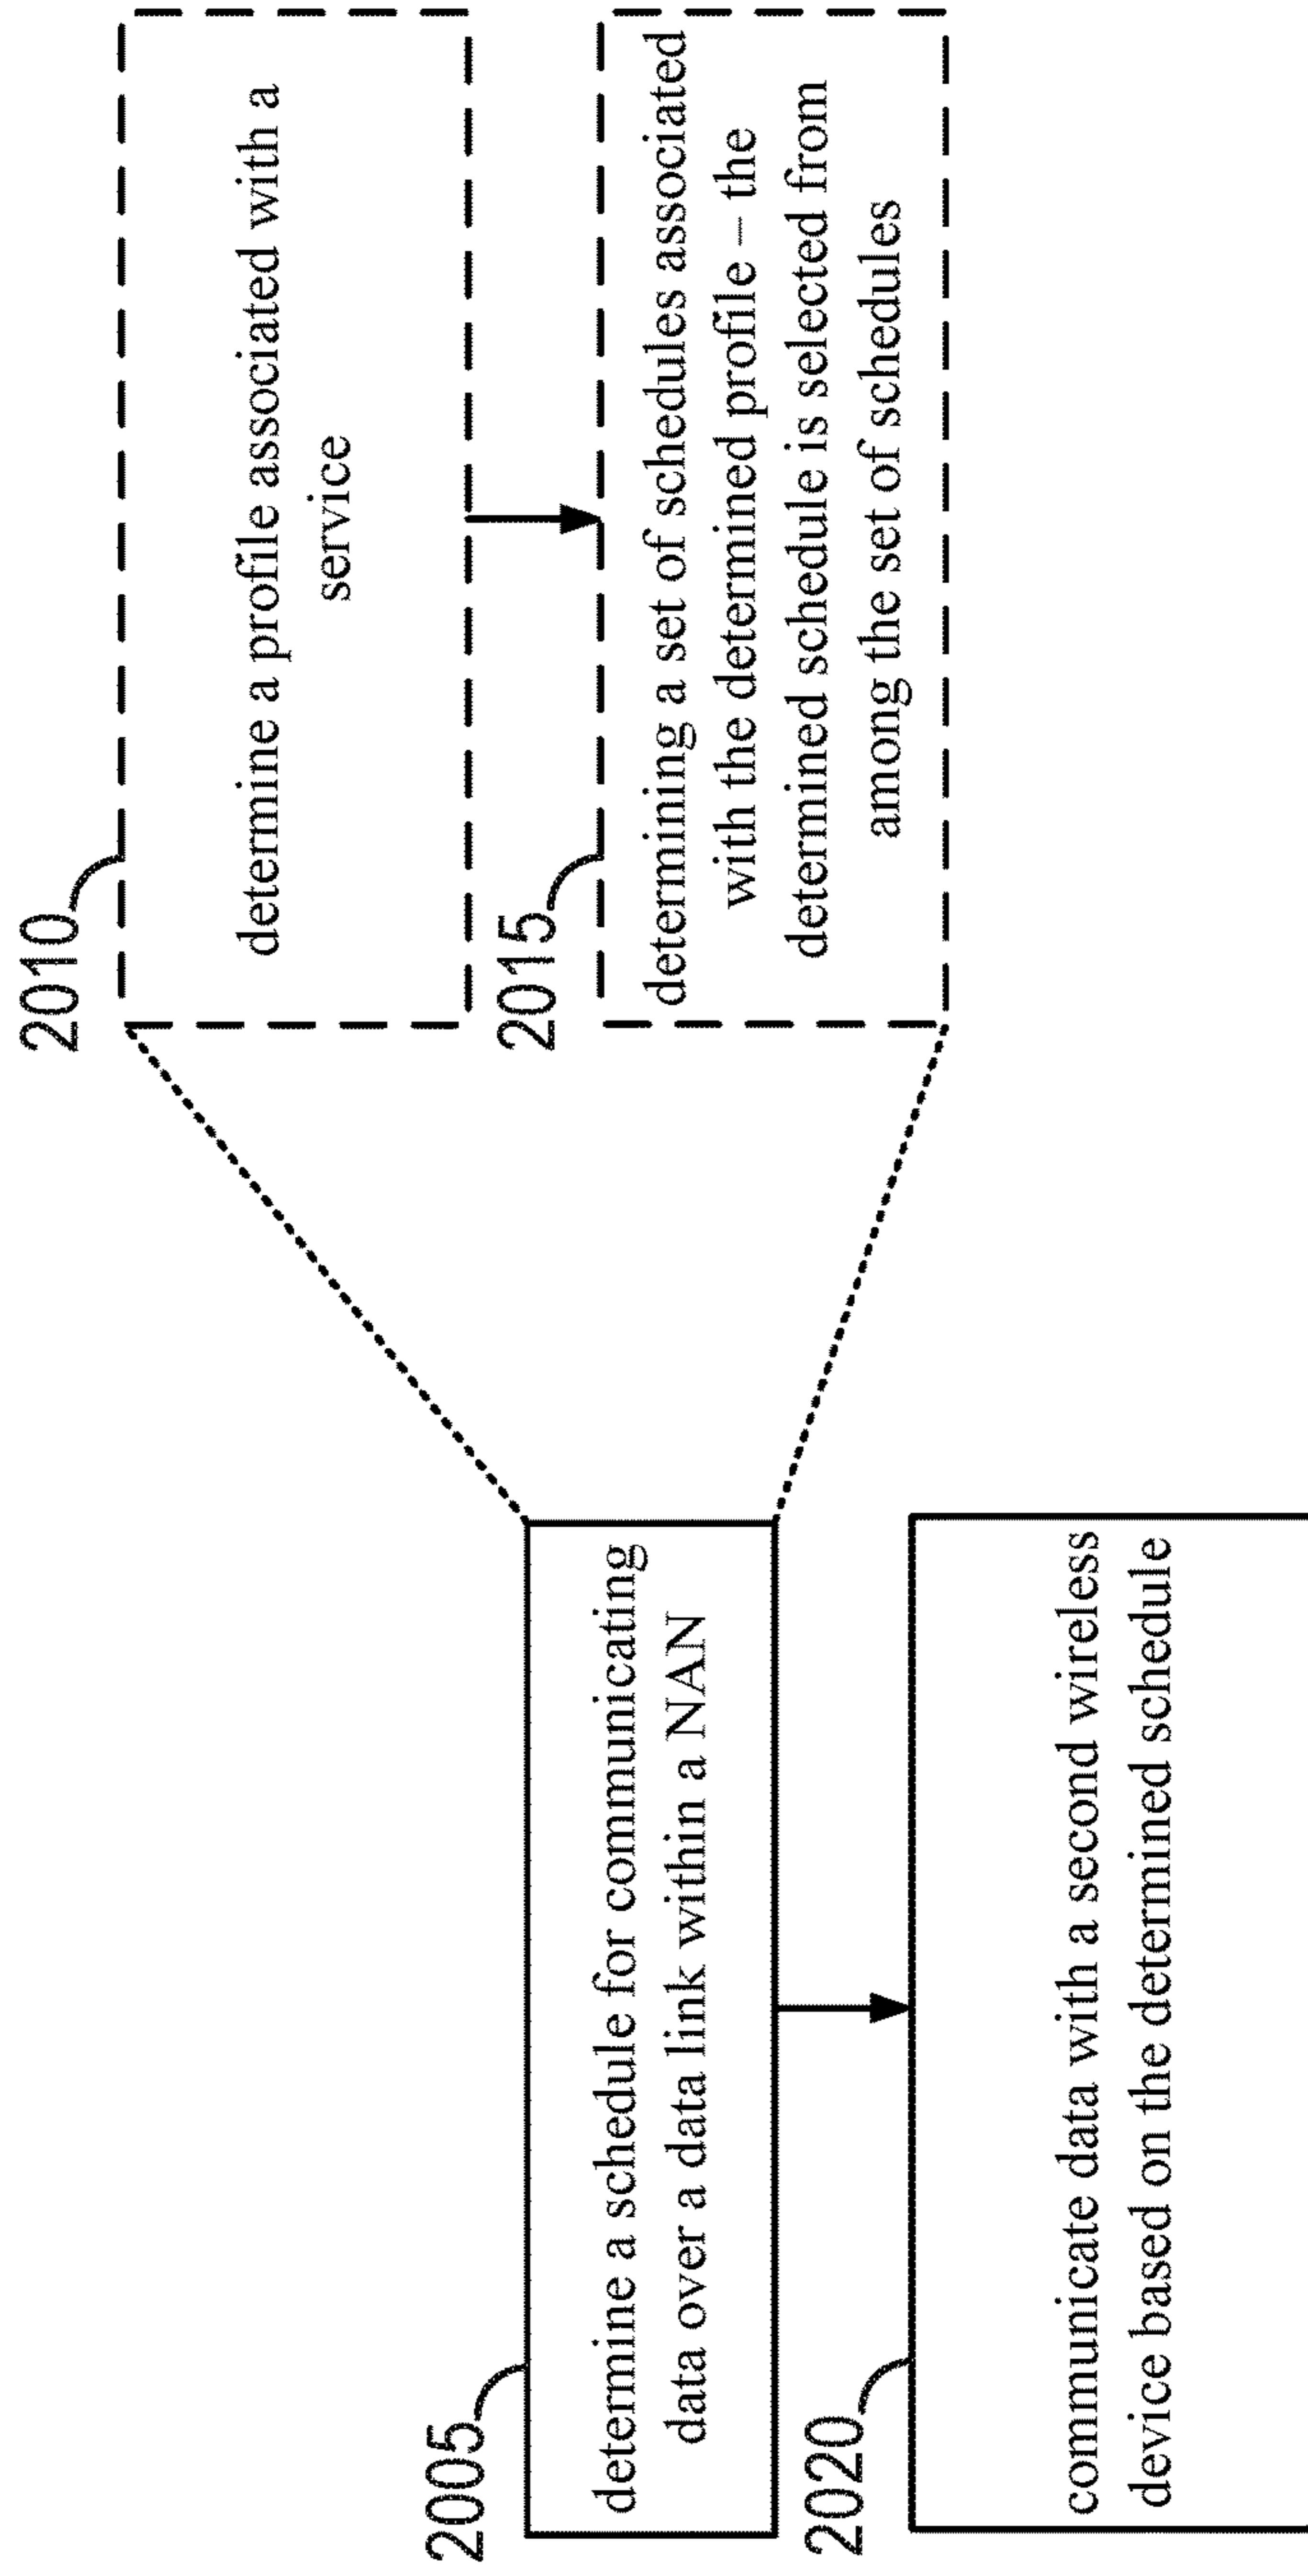 2005
determine a schedule for communicating
data over a data link within a NAN
2010
determine a profile associated with a
service
2015
determining a set of schedules associated
with the determined profile – the
determined schedule is selected from
among the set of schedules
2020
communicate data with a second wireless
device based on the determined schedule